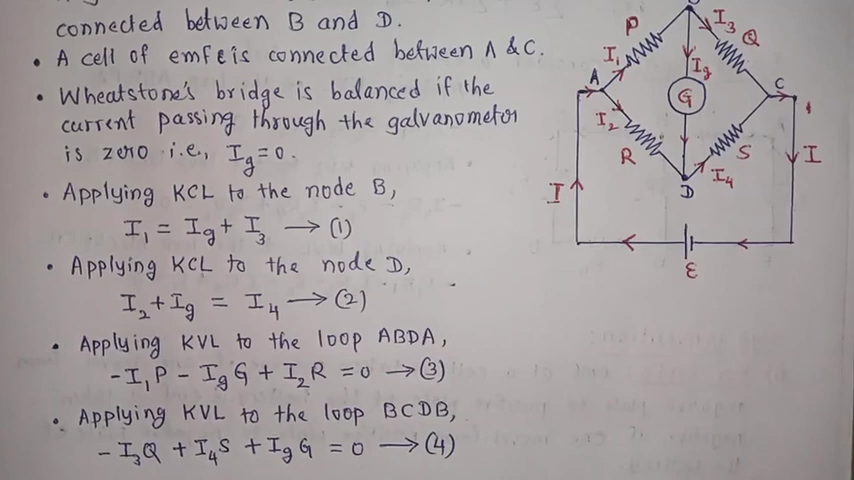 connected between B and D.
• A cell of emf ε is connected between A & C.
• Wheatstone's bridge is balanced if the
current passing through the galvanometor
is zero i.e., Ig = 0.
• Applying KCL to the node B,
I₁ = Ig + I₃ → (1)
• Applying KCL to the node D,
I₂ + Ig = I₄ → (2)
• Applying KVL to the loop ABDA,
- I₁P - IgG + I₂R = 0 → (3)
• Applying KVL to the loop BCDB,
- I₃Q + I₄S + IgG = 0 → (4)
P
I₃
Q
I₁
Ig
A
G
C
I₂
R
S
I₄
D
I
I
ε